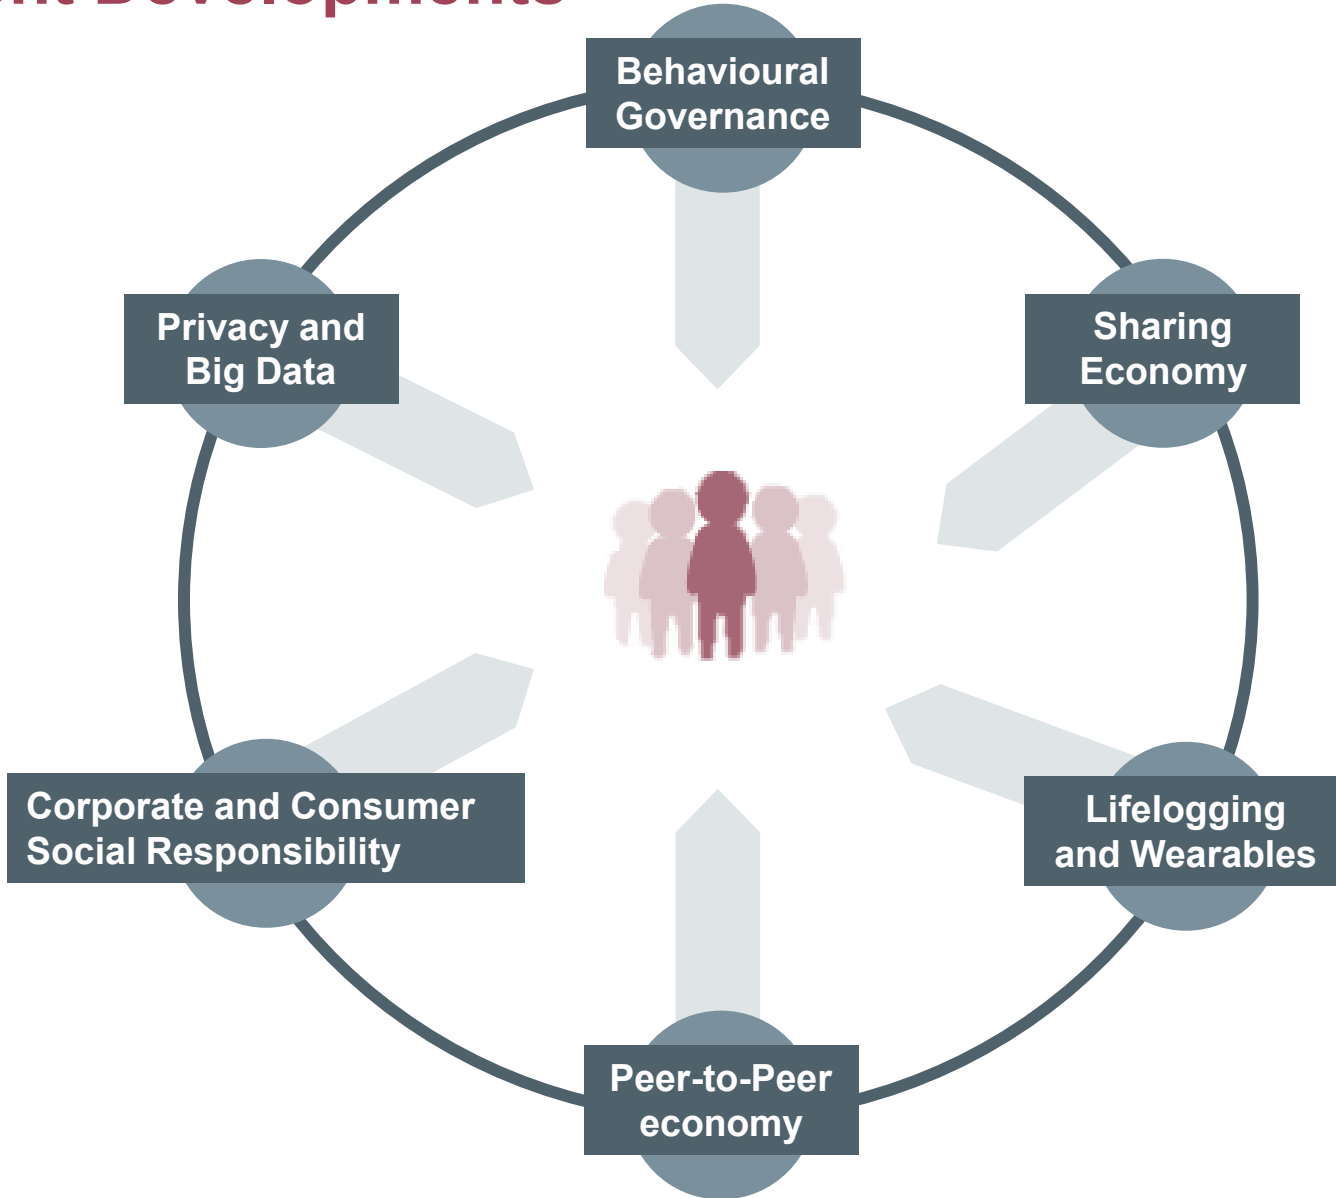 Developments
Behavioural
Governance
Privacy and
Big Data
Sharing
Economy
Corporate and Consumer
Social Responsibility
Lifelogging
and Wearables
Peer-to-Peer
economy